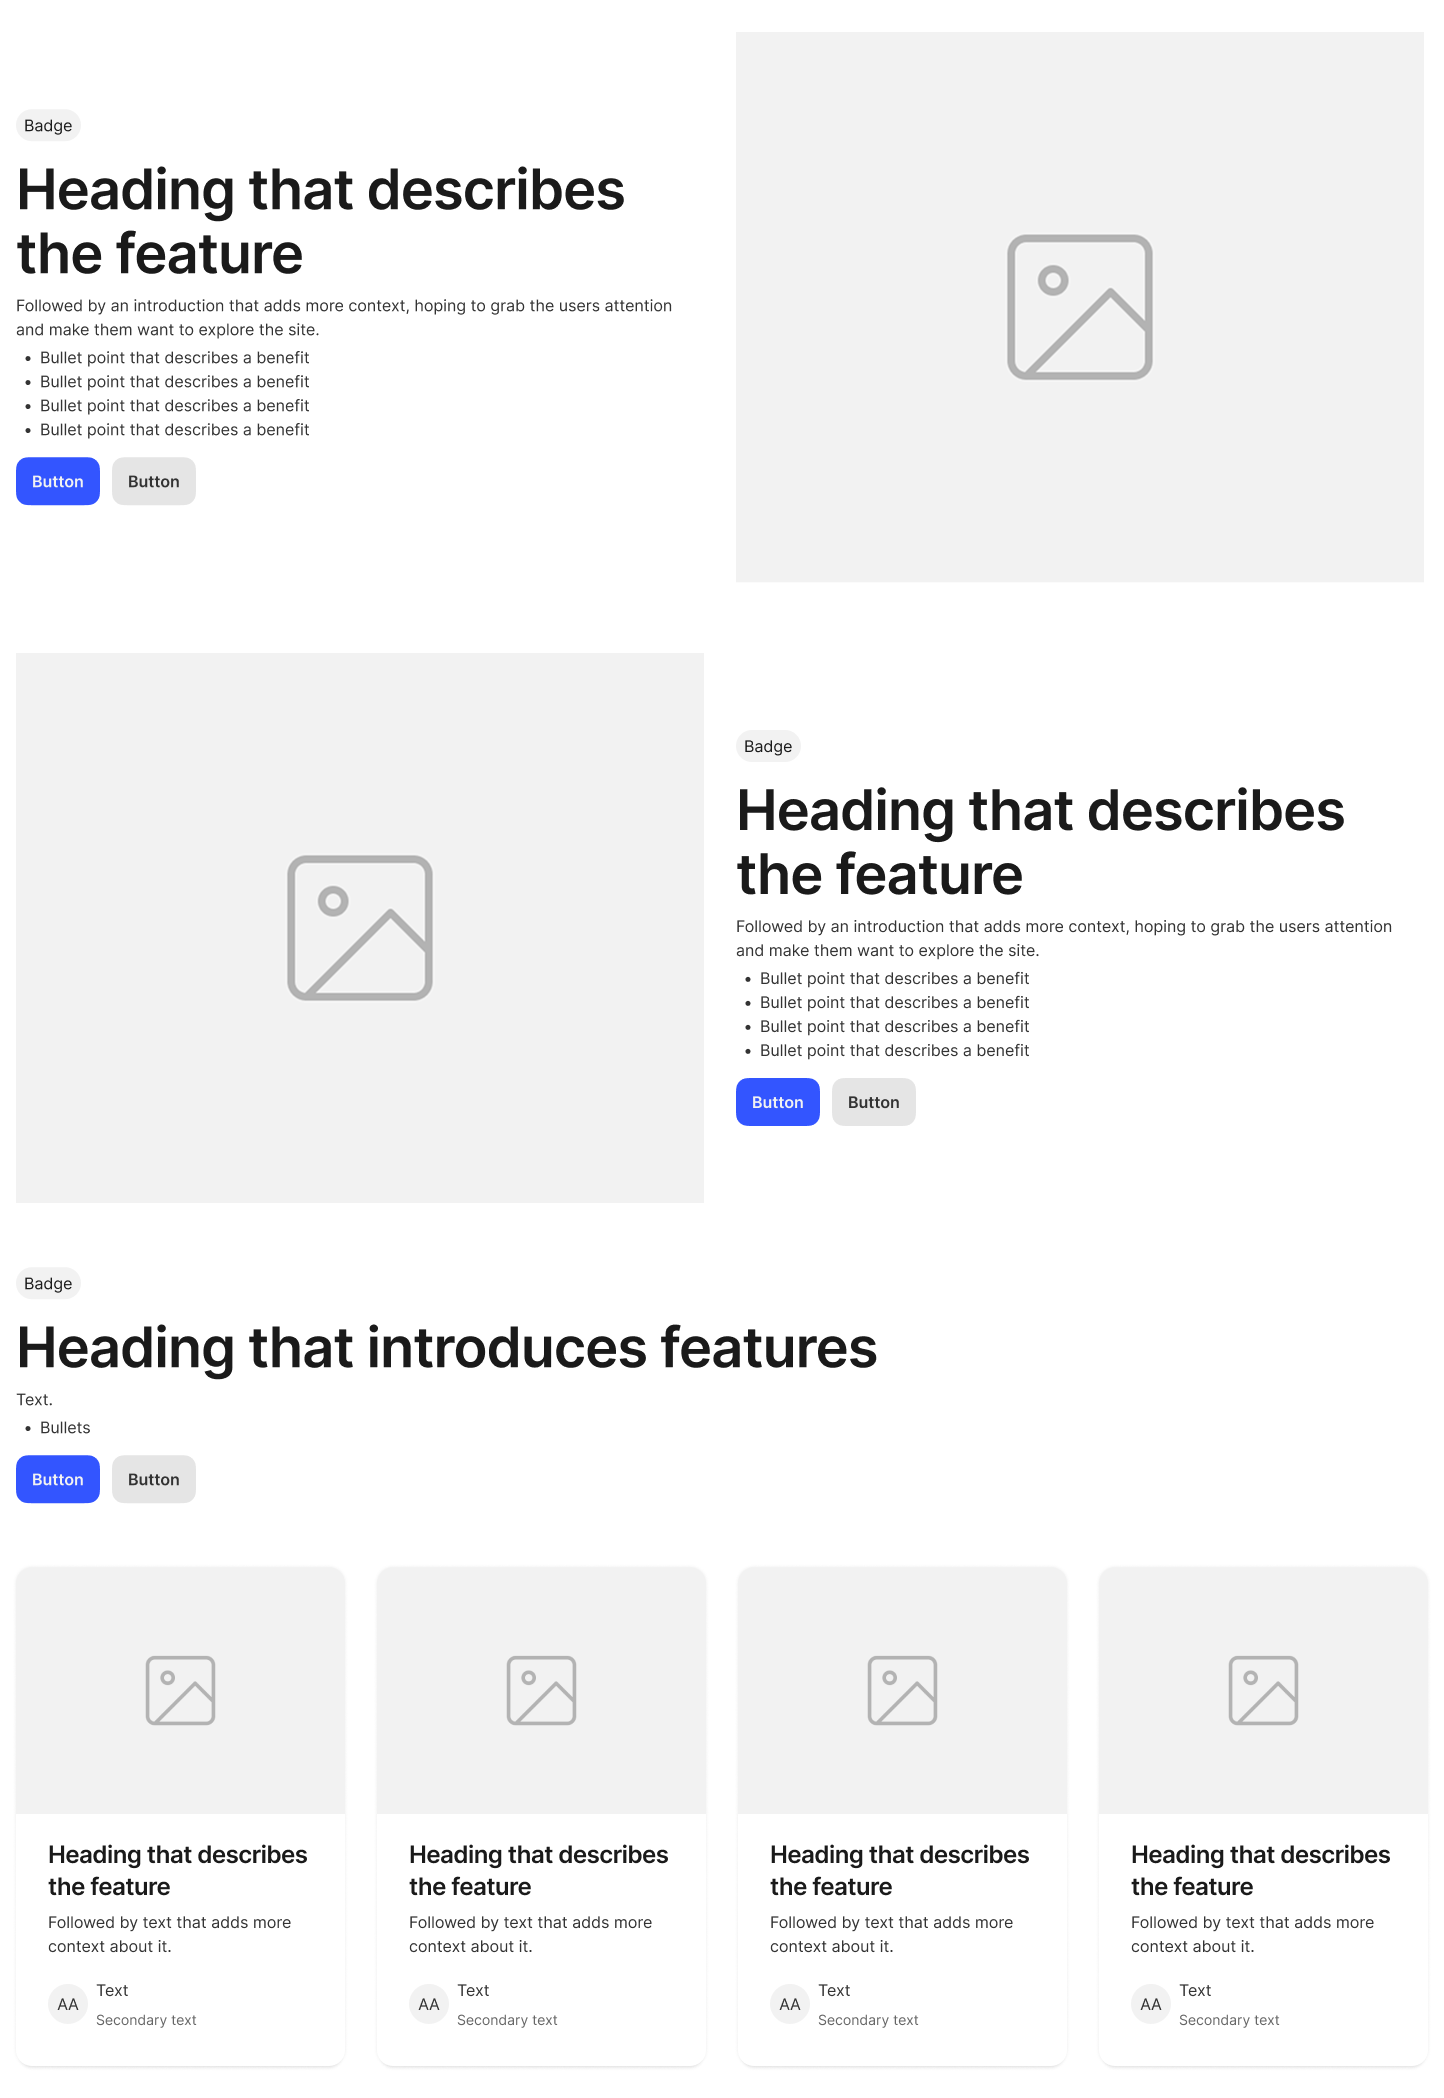 Badge
Heading that describes
the feature
Followed by an introduction that adds more context, hoping to grab the users attention
and make them want to explore the site.
• Bullet point that describes a benefit
• Bullet point that describes a benefit
• Bullet point that describes a benefit
• Bullet point that describes a benefit
Button Button
Badge
Heading that describes
the feature
Followed by an introduction that adds more context, hoping to grab the users attention
and make them want to explore the site.
• Bullet point that describes a benefit
• Bullet point that describes a benefit
• Bullet point that describes a benefit
• Bullet point that describes a benefit
Button Button
Badge
Heading that introduces features
Text.
• Bullets
Button Button
Heading that describes
the feature
Followed by text that adds more
context about it.
AA
Text
Secondary text
Heading that describes
the feature
Followed by text that adds more
context about it.
AA
Text
Secondary text
Heading that describes
the feature
Followed by text that adds more
context about it.
AA
Text
Secondary text
Heading that describes
the feature
Followed by text that adds more
context about it.
AA
Text
Secondary text